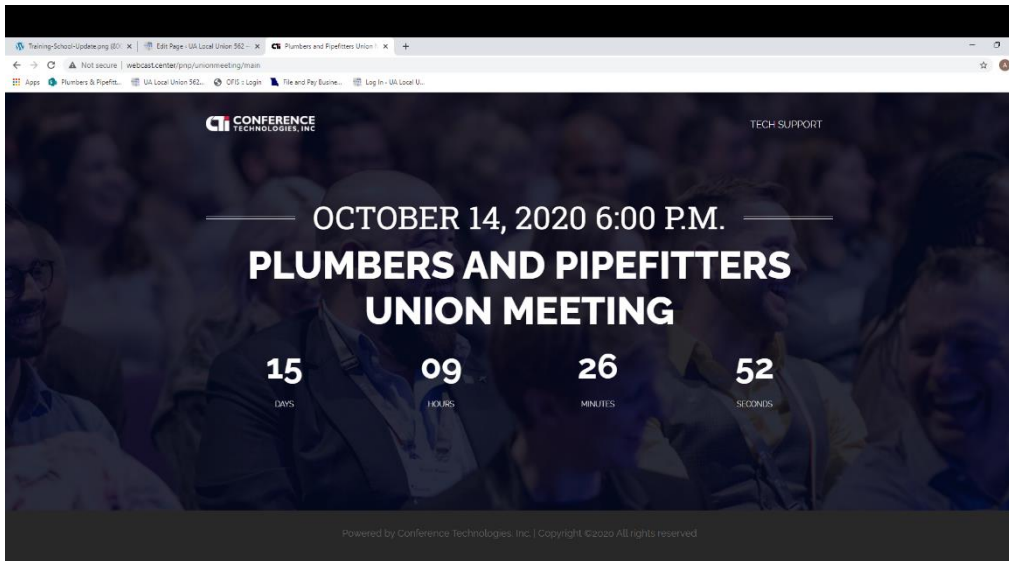 Training-School-Update.png (800
Edit Page ‹ UA Local Union 562 —
CTI Plumbers and Pipefitters Union
Not secure | webcast.center/pnp/unionmeeting/main
Apps Plumbers & Pipefitt... UA Local Union 562... OFIS :: Login File and Pay Busine... Log In ‹ UA Local U...
CTI CONFERENCE
TECHNOLOGIES, INC
TECH SUPPORT
OCTOBER 14, 2020 6:00 P.M.
PLUMBERS AND PIPEFITTERS
UNION MEETING
15 09 26 52
DAYS HOURS MINUTES SECONDS
Powered by Conference Technologies, Inc. | Copyright ©2020 All rights reserved